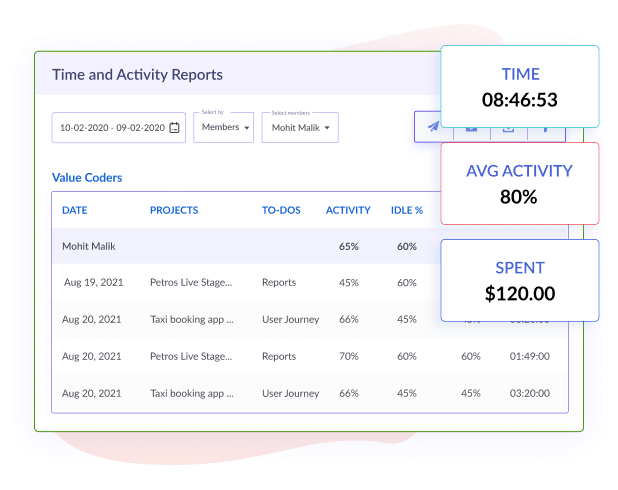 Time and Activity Reports
TIME
08:46:53
Select by
Select members
10-02-2020 - 09-02-2020
Members
Mohit Malik
AVG ACTIVITY
80%
Value Coders
DATE PROJECTS TO-DOS ACTIVITY IDLE %
Mohit Malik 65% 60%
SPENT
$120.00
Aug 19, 2021 Petros Live Stage... Reports 45% 60%
Aug 20, 2021 Taxi booking app ... User Journey 66% 45%
Aug 20, 2021 Petros Live Stage... Reports 70% 60% 60% 01:49:00
Aug 20, 2021 Taxi booking app ... User Journey 66% 45% 45% 03:20:00